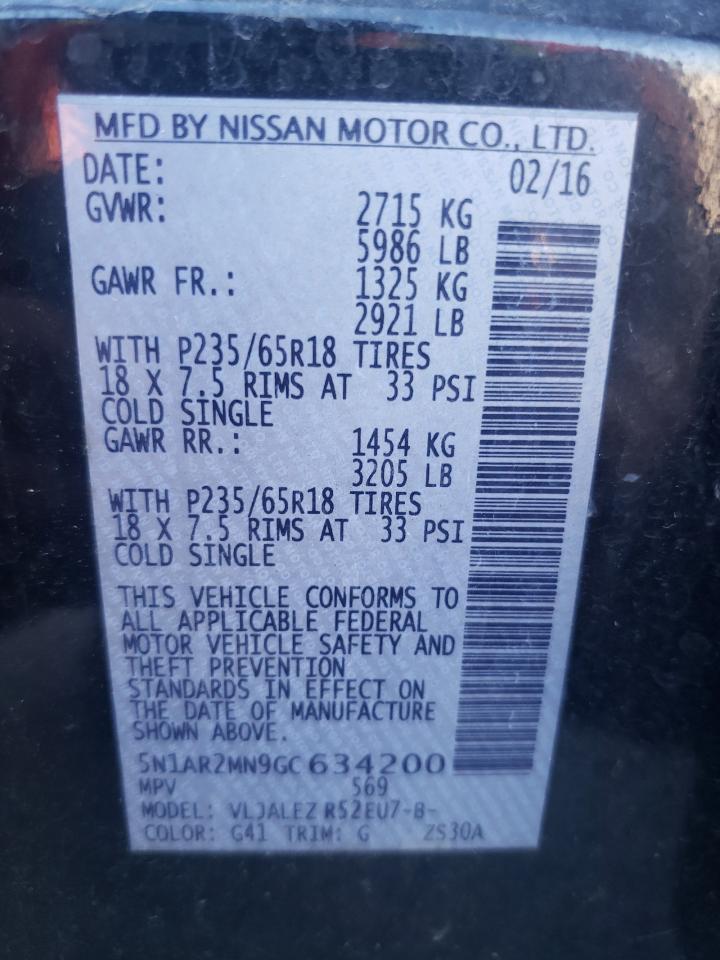 MFD BY NISSAN MOTOR CO., LTD.
DATE: 02/16
GVWR: 2715 KG
5986 LB
GAWR FR.: 1325 KG
2921 LB
WITH P235/65R18 TIRES
18 X 7.5 RIMS AT 33 PSI
COLD SINGLE
GAWR RR.: 1454 KG
3205 LB
WITH P235/65R18 TIRES
18 X 7.5 RIMS AT 33 PSI
COLD SINGLE
THIS VEHICLE CONFORMS TO
ALL APPLICABLE FEDERAL
MOTOR VEHICLE SAFETY AND
THEFT PREVENTION
STANDARDS IN EFFECT ON
THE DATE OF MANUFACTURE
SHOWN ABOVE.
5N1AR2MN9GC634200
MPV 569
MODEL: VLJALEZ R52EU7-B-
COLOR: G41 TRIM: G ZS30A